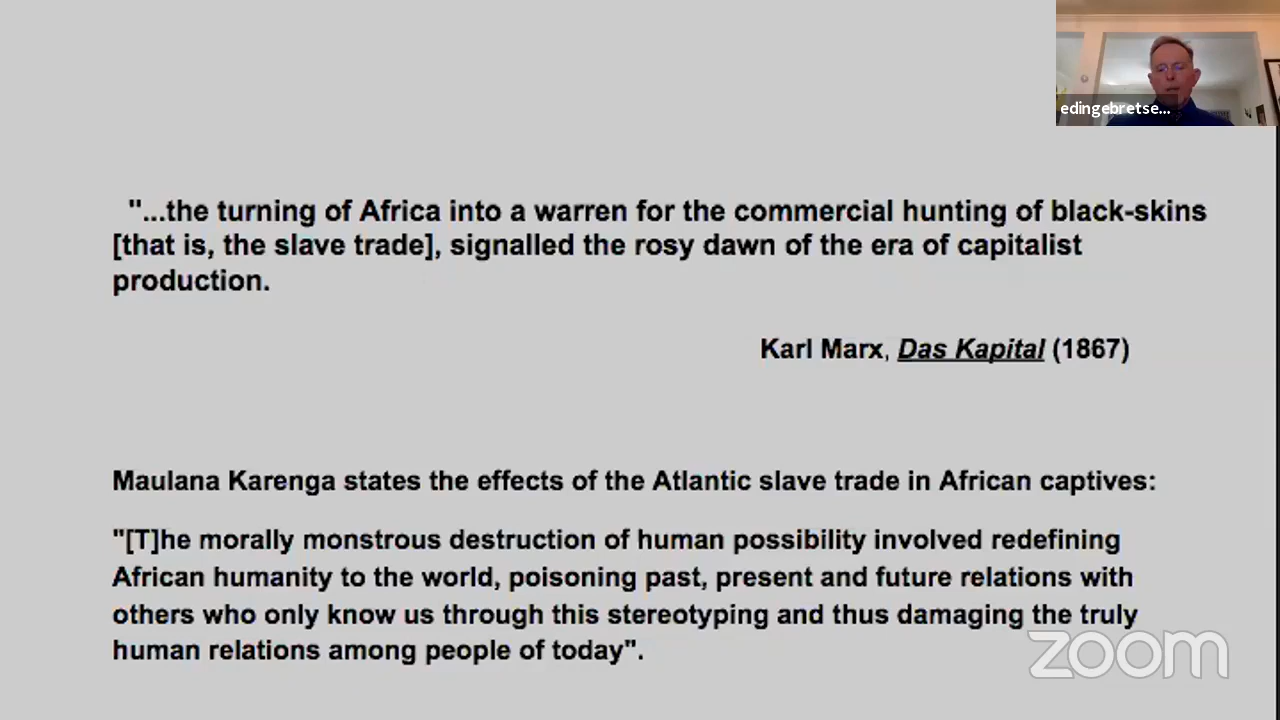 edingebretse...
"...the turning of Africa into a warren for the commercial hunting of black-skins
[that is, the slave trade], signalled the rosy dawn of the era of capitalist
production.
Karl Marx, Das Kapital (1867)
Maulana Karenga states the effects of the Atlantic slave trade in African captives:
"[T]he morally monstrous destruction of human possibility involved redefining
African humanity to the world, poisoning past, present and future relations with
others who only know us through this stereotyping and thus damaging the truly
human relations among people of today".
zoom